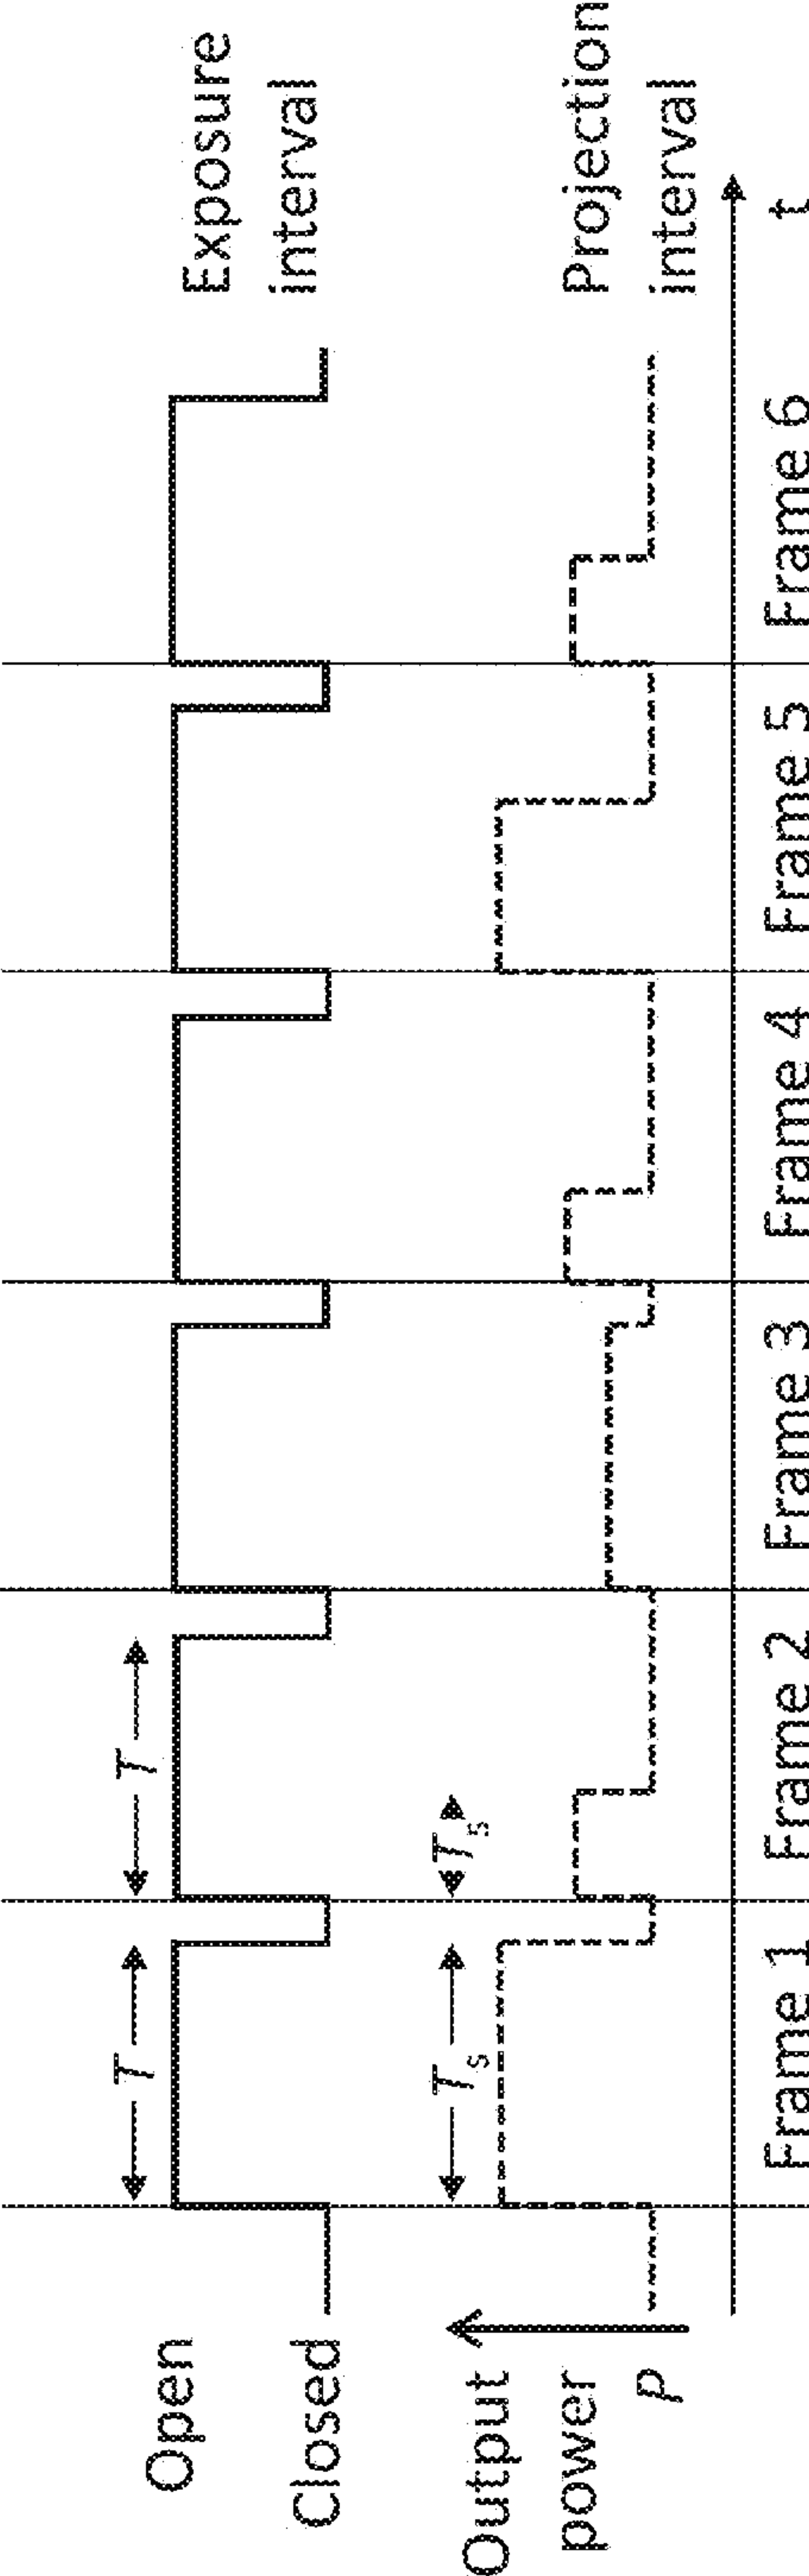 Open
Closed
T
T
Exposure
interval
Output
power
P
Ts
Ts
Projection
interval
t
Frame 1
Frame 2
Frame 3
Frame 4
Frame 5
Frame 6